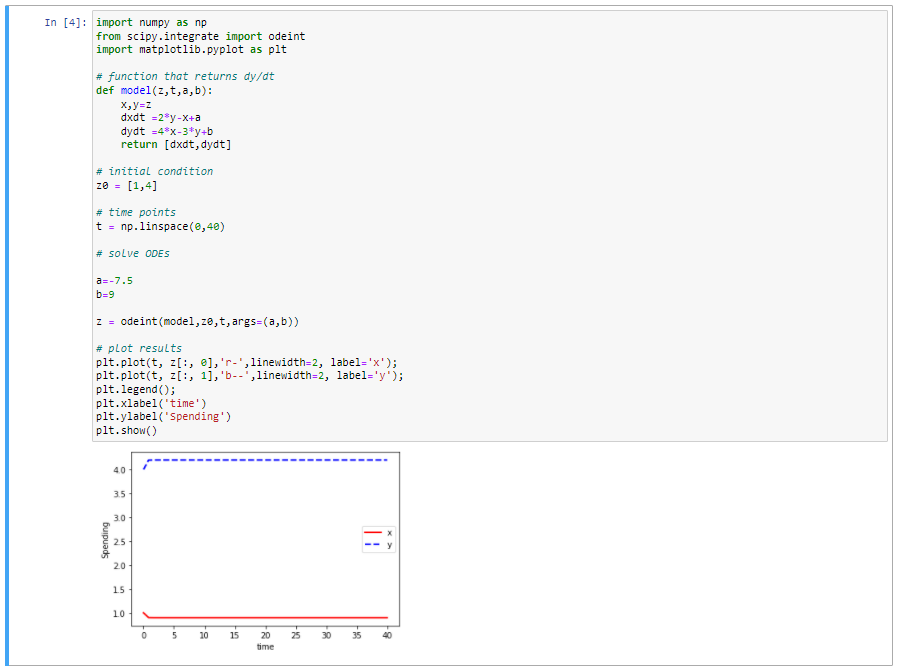 In [4]:
import numpy as np
from scipy.integrate import odeint
import matplotlib.pyplot as plt
# function that returns dy/dt
def model(z,t,a,b):
    x,y=z
    dxdt =2*y-x+a
    dydt =4*x-3*y+b
    return [dxdt,dydt]
# initial condition
z0 = [1,4]
# time points
t = np.linspace(0,40)
# solve ODEs
a=-7.5
b=9
z = odeint(model,z0,t,args=(a,b))
# plot results
plt.plot(t, z[:, 0],'r-',linewidth=2, label='x');
plt.plot(t, z[:, 1],'b--',linewidth=2, label='y');
plt.legend();
plt.xlabel('time')
plt.ylabel('Spending')
plt.show()
4.0
3.5
3.0
2.5
2.0
1.5
1.0
Spending
x
y
0 5 10 15 20 25 30 35 40
time